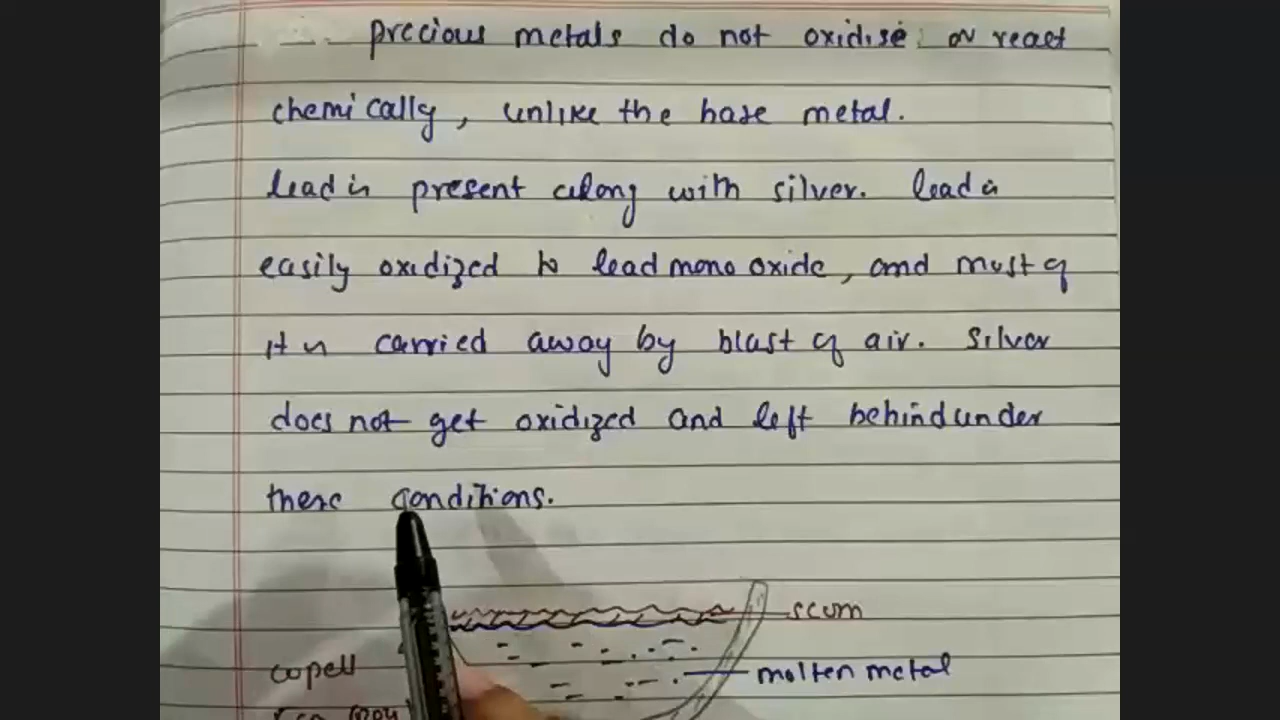 precious metals do not oxidise or react
chemically, unlike the base metal.
lead is present along with silver. lead is
easily oxidized to lead mono oxide, and most of
it is carried away by blast of air. Silver
does not get oxidized and left behind under
these conditions.
scum
cupell
molten metal